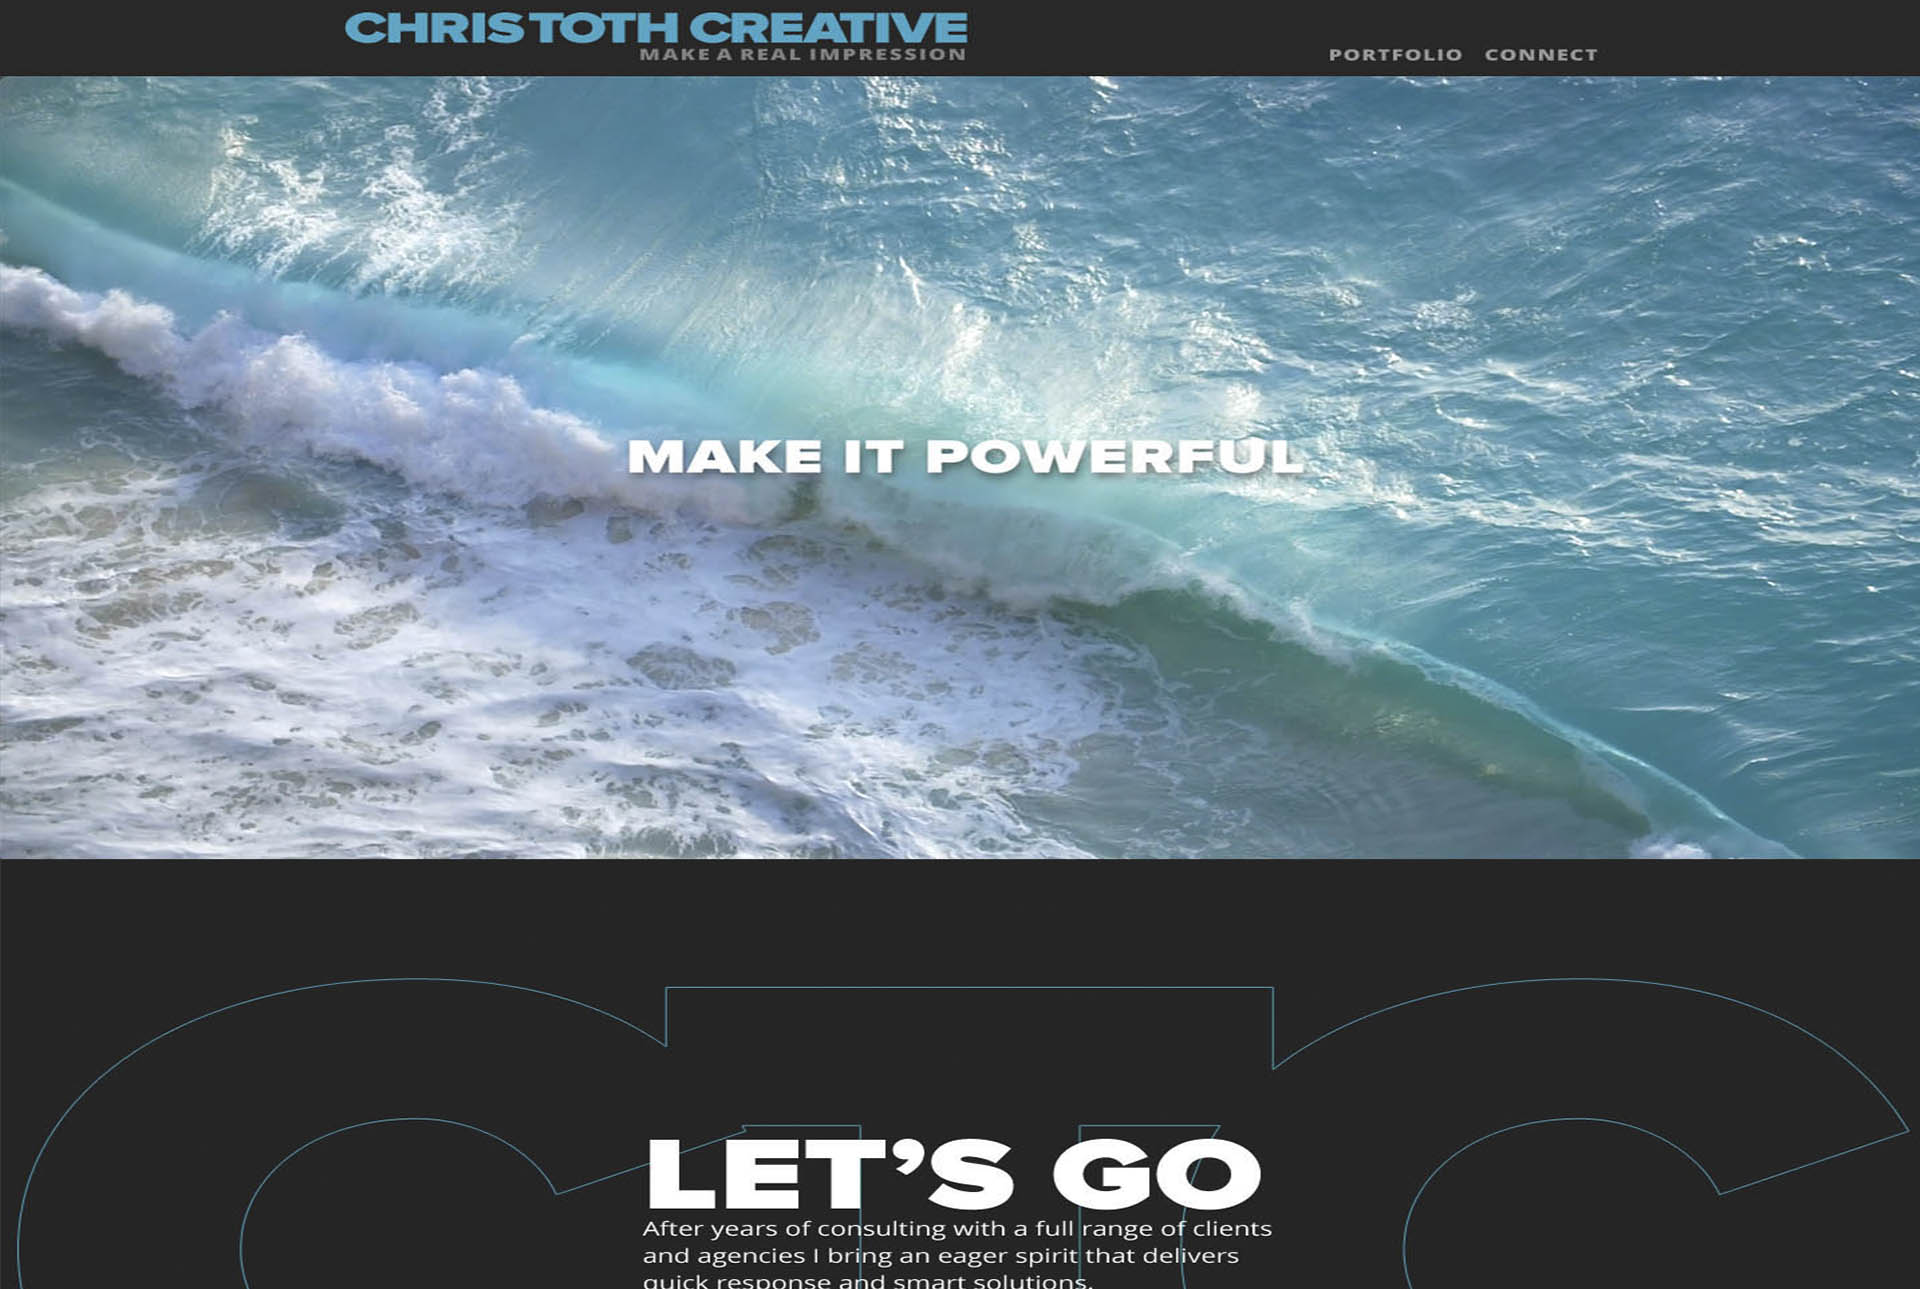 CHRIS TOTH CREATIVE
MAKE A REAL IMPRESSION
PORTFOLIO CONNECT
MAKE IT POWERFUL
CTC
LET’S GO
After years of consulting with a full range of clients
and agencies I bring an eager spirit that delivers
quick response and smart solutions.